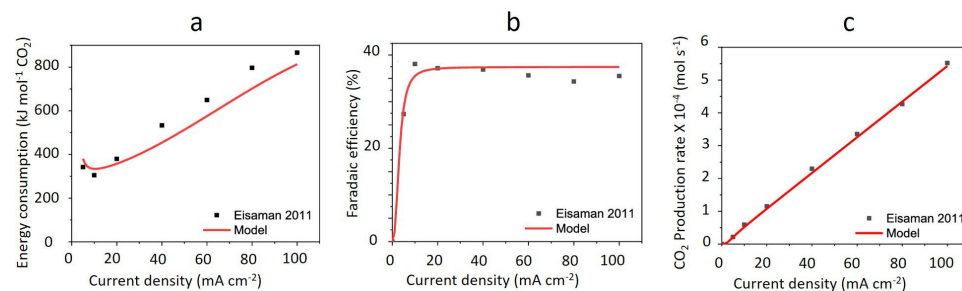 a
Energy consumption (kJ mol⁻¹ CO₂)
800
600
400
200
0
0 20 40 60 80 100
Eisaman 2011
Model
Current density (mA cm⁻²)
b
Faradaic efficiency (%)
40
20
0
0 20 40 60 80 100
Eisaman 2011
Model
Current density (mA cm⁻²)
c
CO₂ Production rate X 10⁻⁴ (mol s⁻¹)
6
5
4
3
2
1
0
0 20 40 60 80 100
Eisaman 2011
Model
Current density (mA cm⁻²)